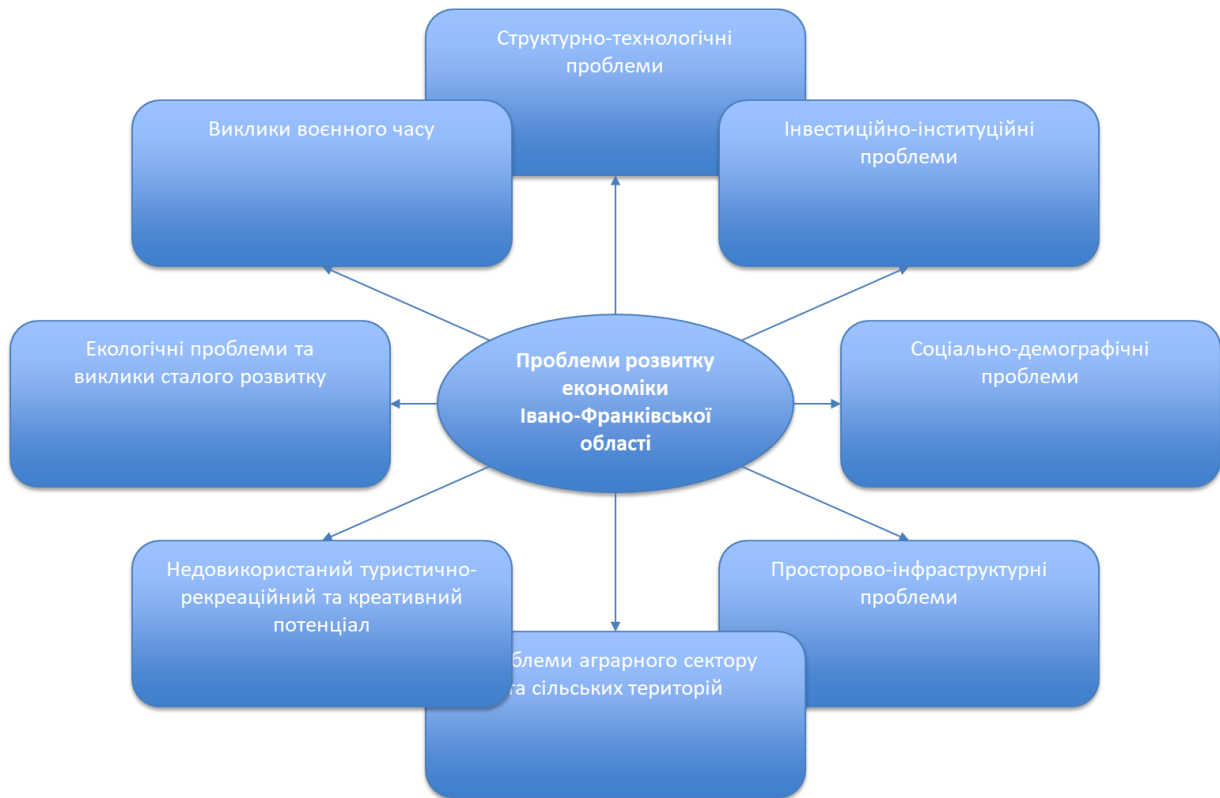 Структурно-технологічні
проблеми
Виклики воєнного часу
Інвестиційно-інституційні
проблеми
Екологічні проблеми та
виклики сталого розвитку
Проблеми розвитку
економіки
Івано-Франківської
області
Соціально-демографічні
проблеми
Недовикористаний туристично-
рекреаційний та креативний
потенціал
Просторово-інфраструктурні
проблеми
аграрного сектору
та сільських територій